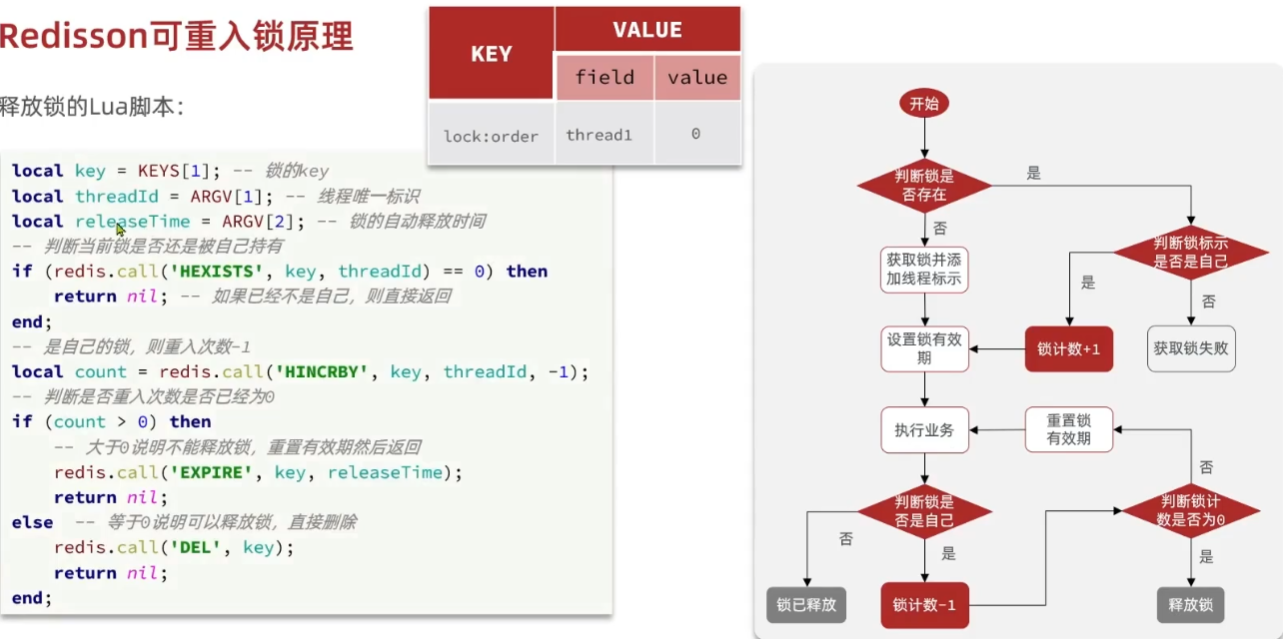 Redisson可重入锁原理
释放锁的Lua脚本：
KEY
VALUE
field
value
lock:order
thread1
0
local key = KEYS[1]; -- 锁的key
local threadId = ARGV[1]; -- 线程唯一标识
local releaseTime = ARGV[2]; -- 锁的自动释放时间
-- 判断当前锁是否还是被自己持有
if (redis.call('HEXISTS', key, threadId) == 0) then
return nil; -- 如果已经不是自己，则直接返回
end;
-- 是自己的锁，则重入次数-1
local count = redis.call('HINCRBY', key, threadId, -1);
-- 判断是否重入次数是否已经为0
if (count > 0) then
-- 大于0说明不能释放锁，重置有效期然后返回
redis.call('EXPIRE', key, releaseTime);
return nil;
else -- 等于0说明可以释放锁，直接删除
redis.call('DEL', key);
return nil;
end;
开始
判断锁是
否存在
是
否
获取锁并添
加线程标示
判断锁标示
是否是自己
是
否
设置锁有效
期
锁计数+1
获取锁失败
执行业务
重置锁
有效期
否
判断锁是
否是自己
判断锁计
数是否为0
否
是
是
锁已释放
锁计数-1
释放锁